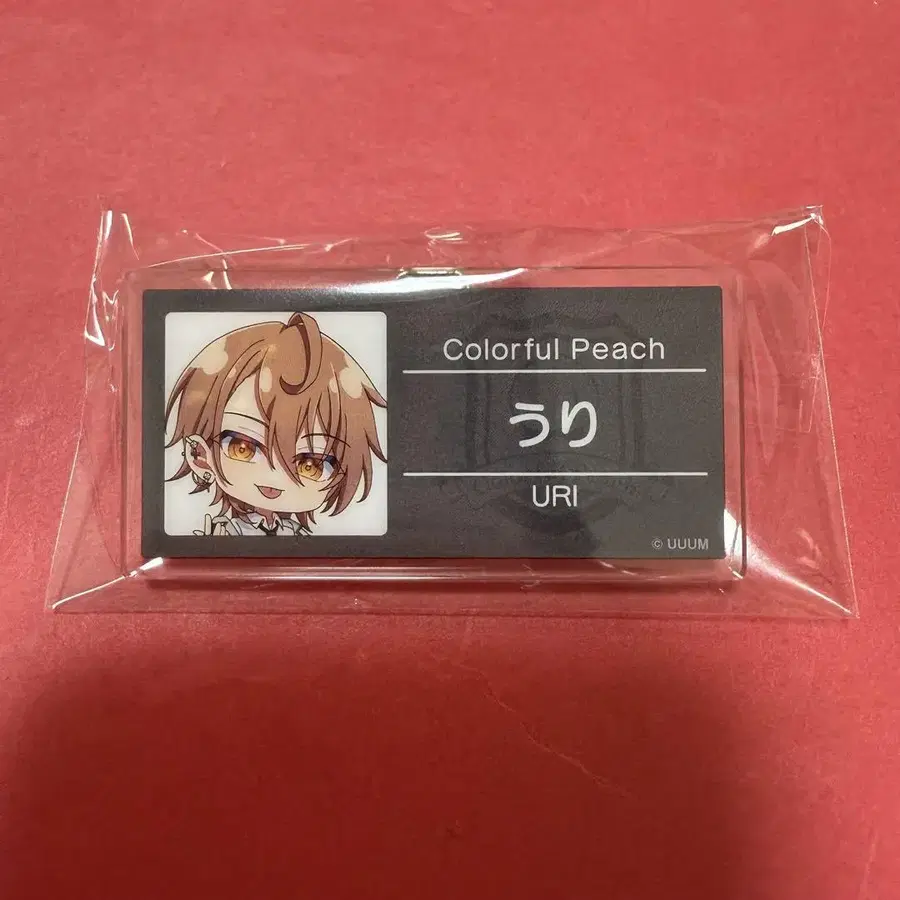 Colorful Peach
うり
URI
© UUUM